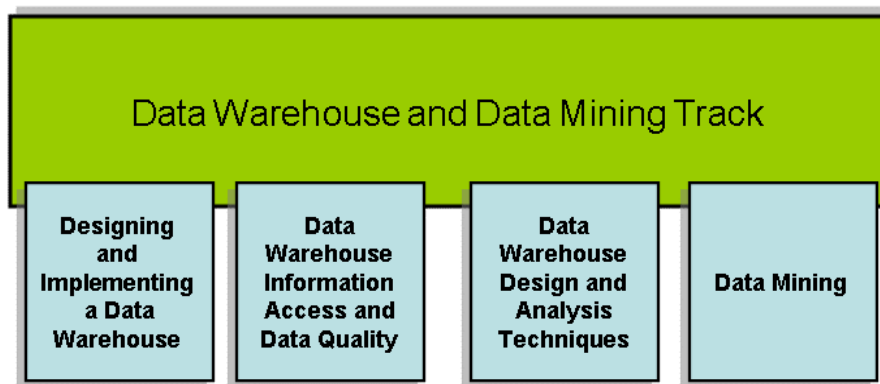 Data Warehouse and Data Mining Track
Designing
and
Implementing
a Data
Warehouse
Data
Warehouse
Information
Access and
Data Quality
Data
Warehouse
Design and
Analysis
Techniques
Data Mining